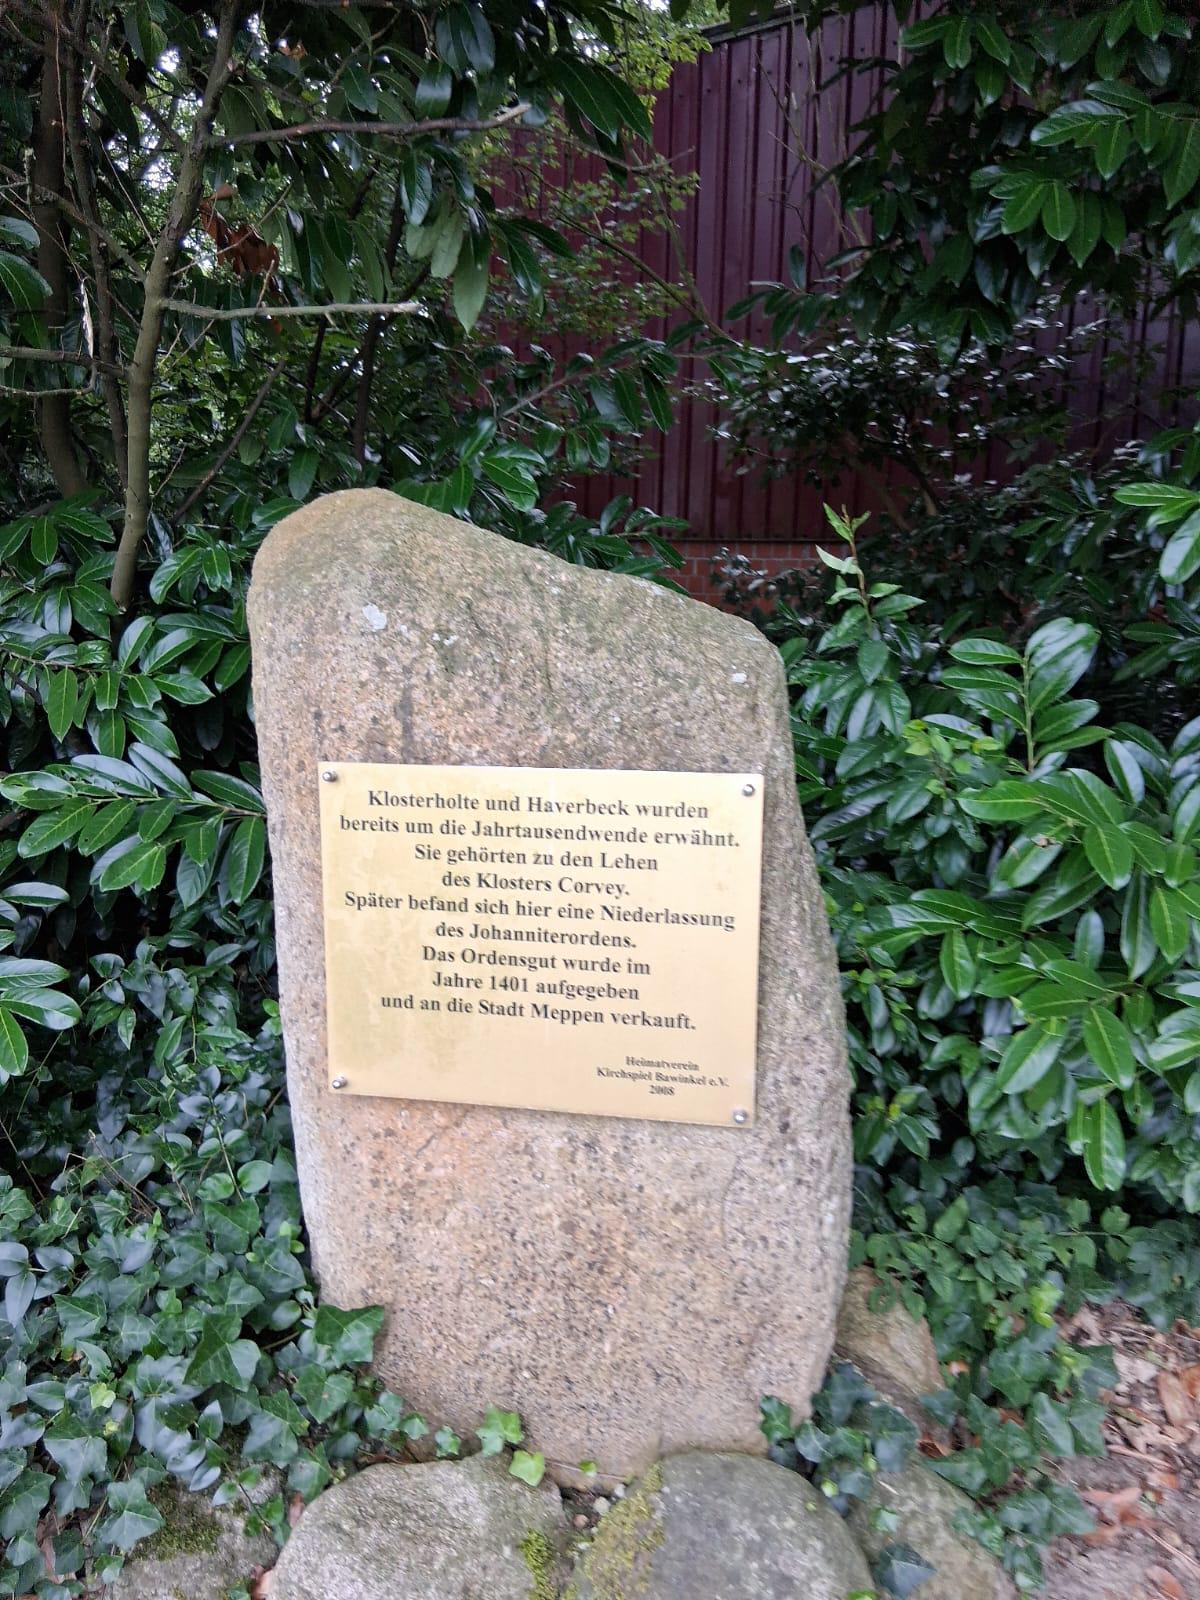 Klosterholte und Haverbeck wurden
bereits um die Jahrtausendwende erwähnt.
Sie gehörten zu den Lehen
des Klosters Corvey.
Später befand sich hier eine Niederlassung
des Johanniterordens.
Das Ordensgut wurde im
Jahre 1401 aufgegeben
und an die Stadt Meppen verkauft.
Heimatverein
Kirchspiel Bawinkel e.V.
2008